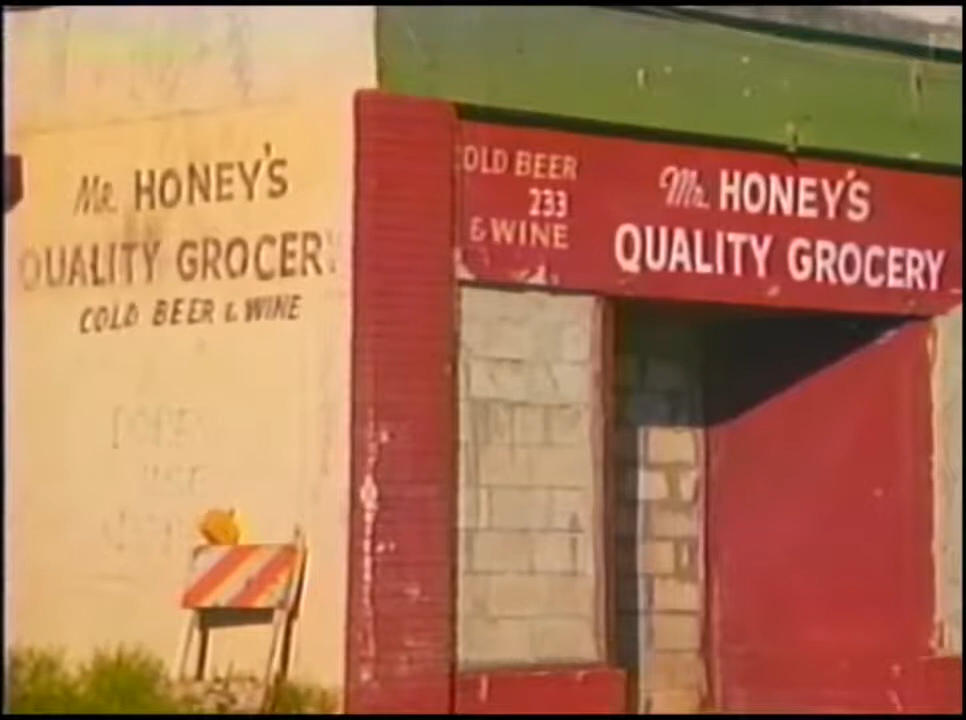 Mr. HONEY'S
QUALITY GROCERY
COLD BEER & WINE
OLD BEER
233
& WINE
Mr. HONEY'S
QUALITY GROCERY